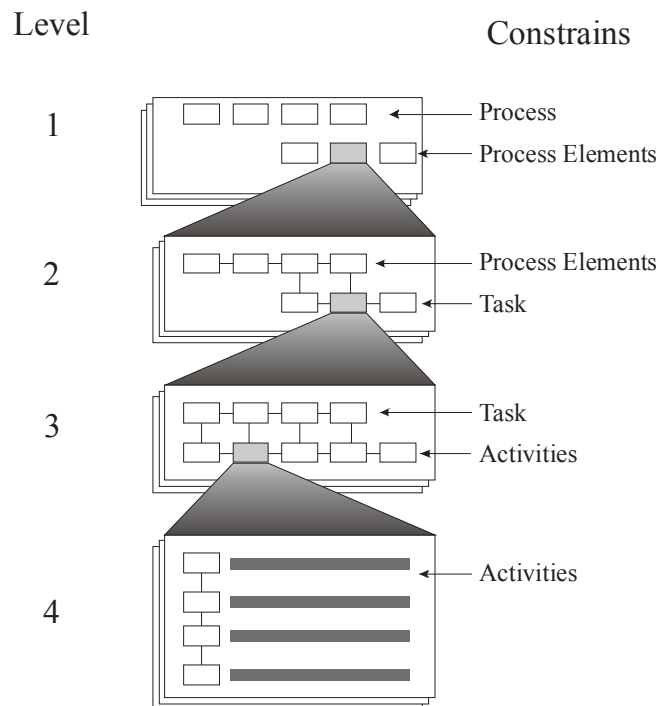 Level
Constrains
1
Process
Process Elements
2
Process Elements
Task
3
Task
Activities
4
Activities